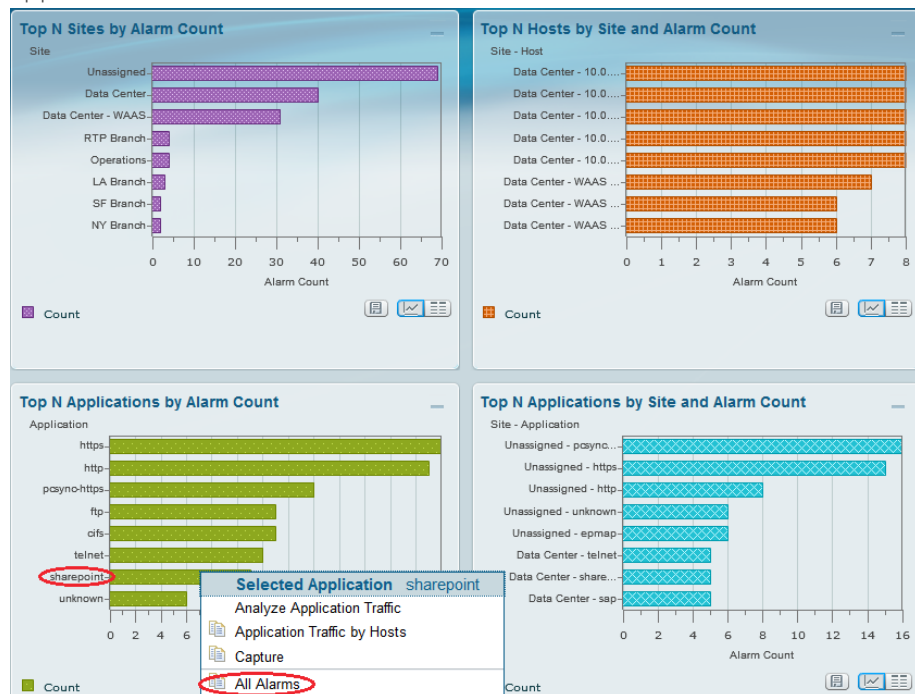 Top N Sites by Alarm Count
Site
Unassigned
Data Center
Data Center - WAAS
RTP Branch
Operations
LA Branch
SF Branch
NY Branch
0 10 20 30 40 50 60 70
Alarm Count
Count
Top N Hosts by Site and Alarm Count
Site - Host
Data Center - 10.0....
Data Center - 10.0....
Data Center - 10.0....
Data Center - 10.0....
Data Center - 10.0....
Data Center - WAAS ...
Data Center - WAAS ...
Data Center - WAAS ...
0 1 2 3 4 5 6 7 8
Alarm Count
Count
Top N Applications by Alarm Count
Application
https
http
pcsync-https
ftp
cifs
telnet
sharepoint
unknown
0 2 4 6
Count
Selected Application sharepoint
Analyze Application Traffic
Application Traffic by Hosts
Capture
All Alarms
Top N Applications by Site and Alarm Count
Site - Application
Unassigned - pcsync...
Unassigned - https
Unassigned - http
Unassigned - unknown
Unassigned - epmap
Data Center - telnet
Data Center - share...
Data Center - sap
0 2 4 6 8 10 12 14 16
Alarm Count
Count